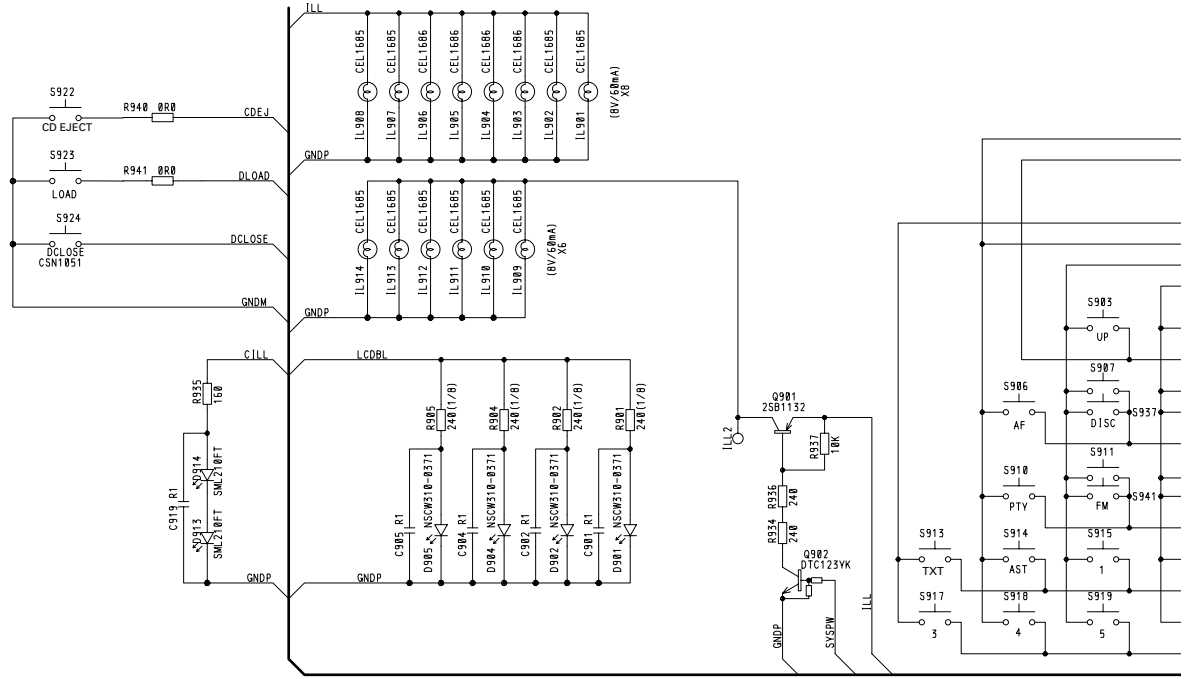 ILL
CEL1685
CEL1685
CEL1686
CEL1686
CEL1686
CEL1686
CEL1685
CEL1685
IL908
IL907
IL906
IL905
IL904
IL903
IL902
IL901
(8V/60mA)
X8
GNDP
S922
CD EJECT
R940 0R0
CDEJ
S923
LOAD
R941 0R0
DLOAD
S924
DCLOSE
CSN1051
DCLOSE
GNDM
CEL1685
CEL1685
CEL1685
CEL1685
CEL1685
CEL1685
IL914
IL913
IL912
IL911
IL910
IL909
(8V/60mA)
X6
GNDP
CILL
R935
160
D914
SML210FT
D913
SML210FT
C919 R1
GNDP
LCDBL
R905
240(1/8)
R904
240(1/8)
R902
240(1/8)
R901
240(1/8)
C905 R1
D905 NSCW310-0371
C904 R1
D904 NSCW310-0371
C902 R1
D902 NSCW310-0371
C901 R1
D901 NSCW310-0371
GNDP
ILL2
Q901
2SB1132
R937
10K
R936
240
R934
240
Q902
DTC123YK
GNDP
SYSPW
ILL
S903
UP
S906
AF
S907
DISC
S937
S910
PTY
S911
FM
S941
S913
TXT
S914
AST
S915
1
S917
3
S918
4
S919
5